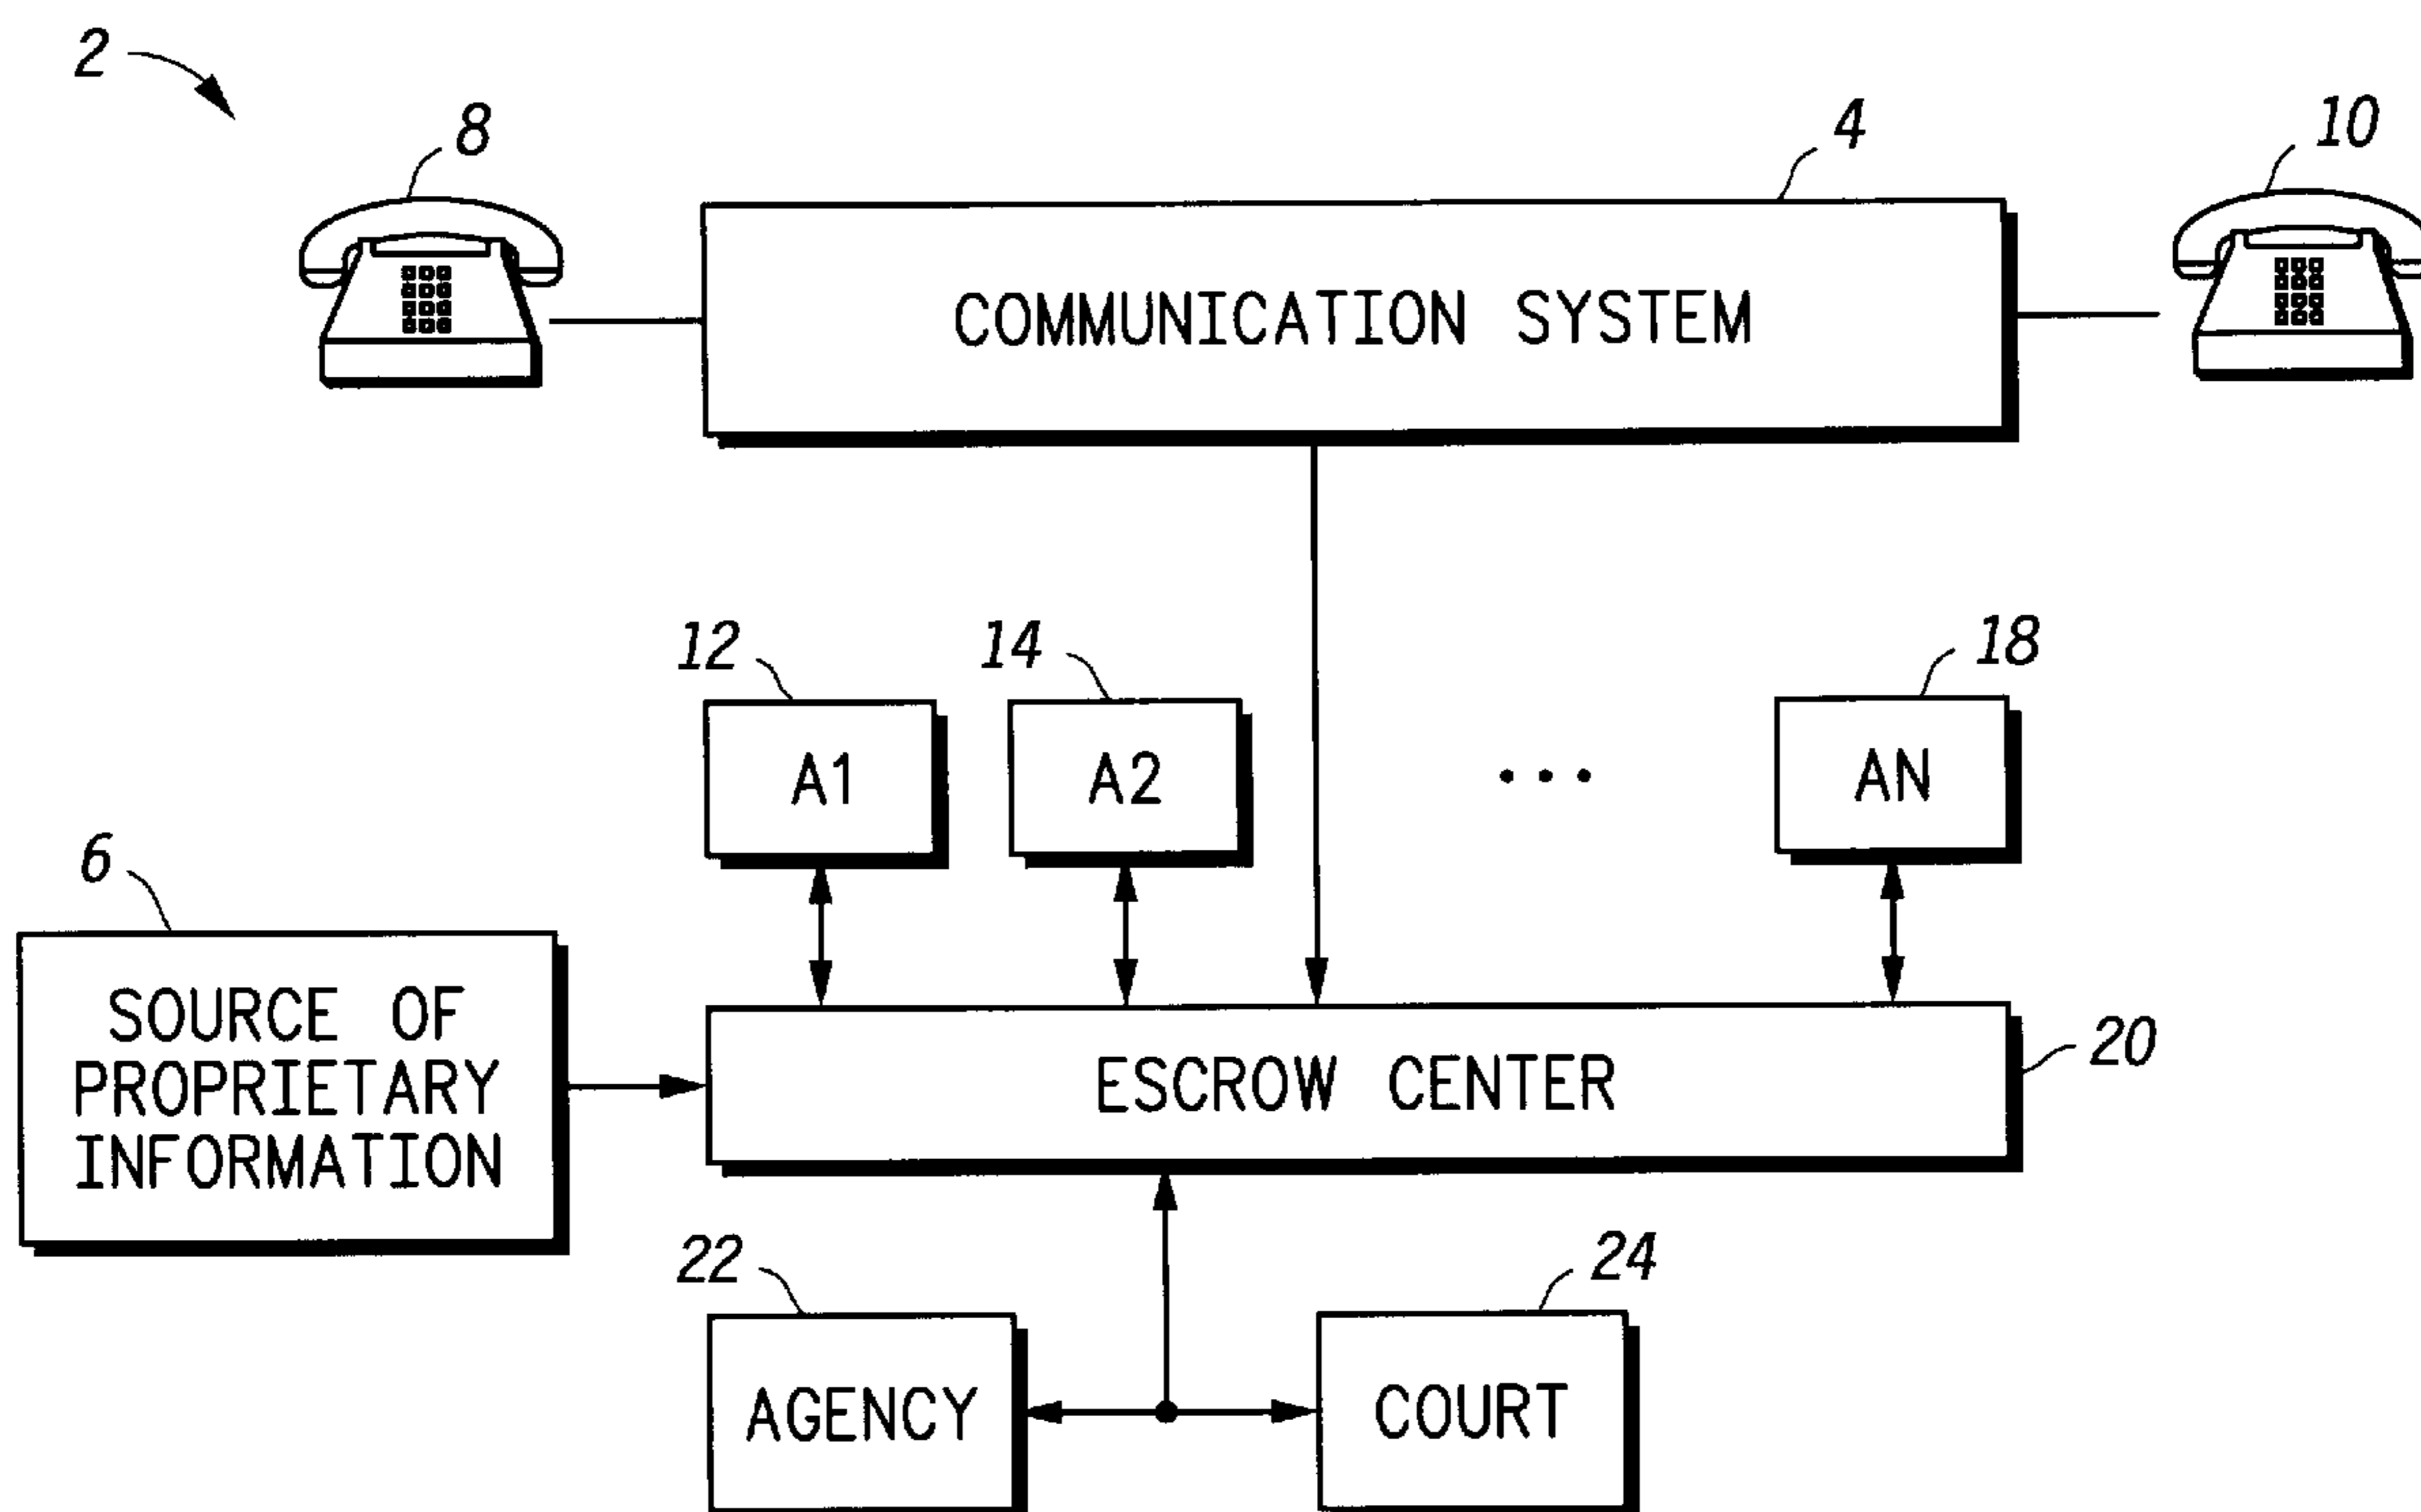 2
8
4
10
COMMUNICATION SYSTEM
12
14
18
A1
A2
...
AN
6
SOURCE OF
PROPRIETARY
INFORMATION
ESCROW CENTER
20
22
24
AGENCY
COURT